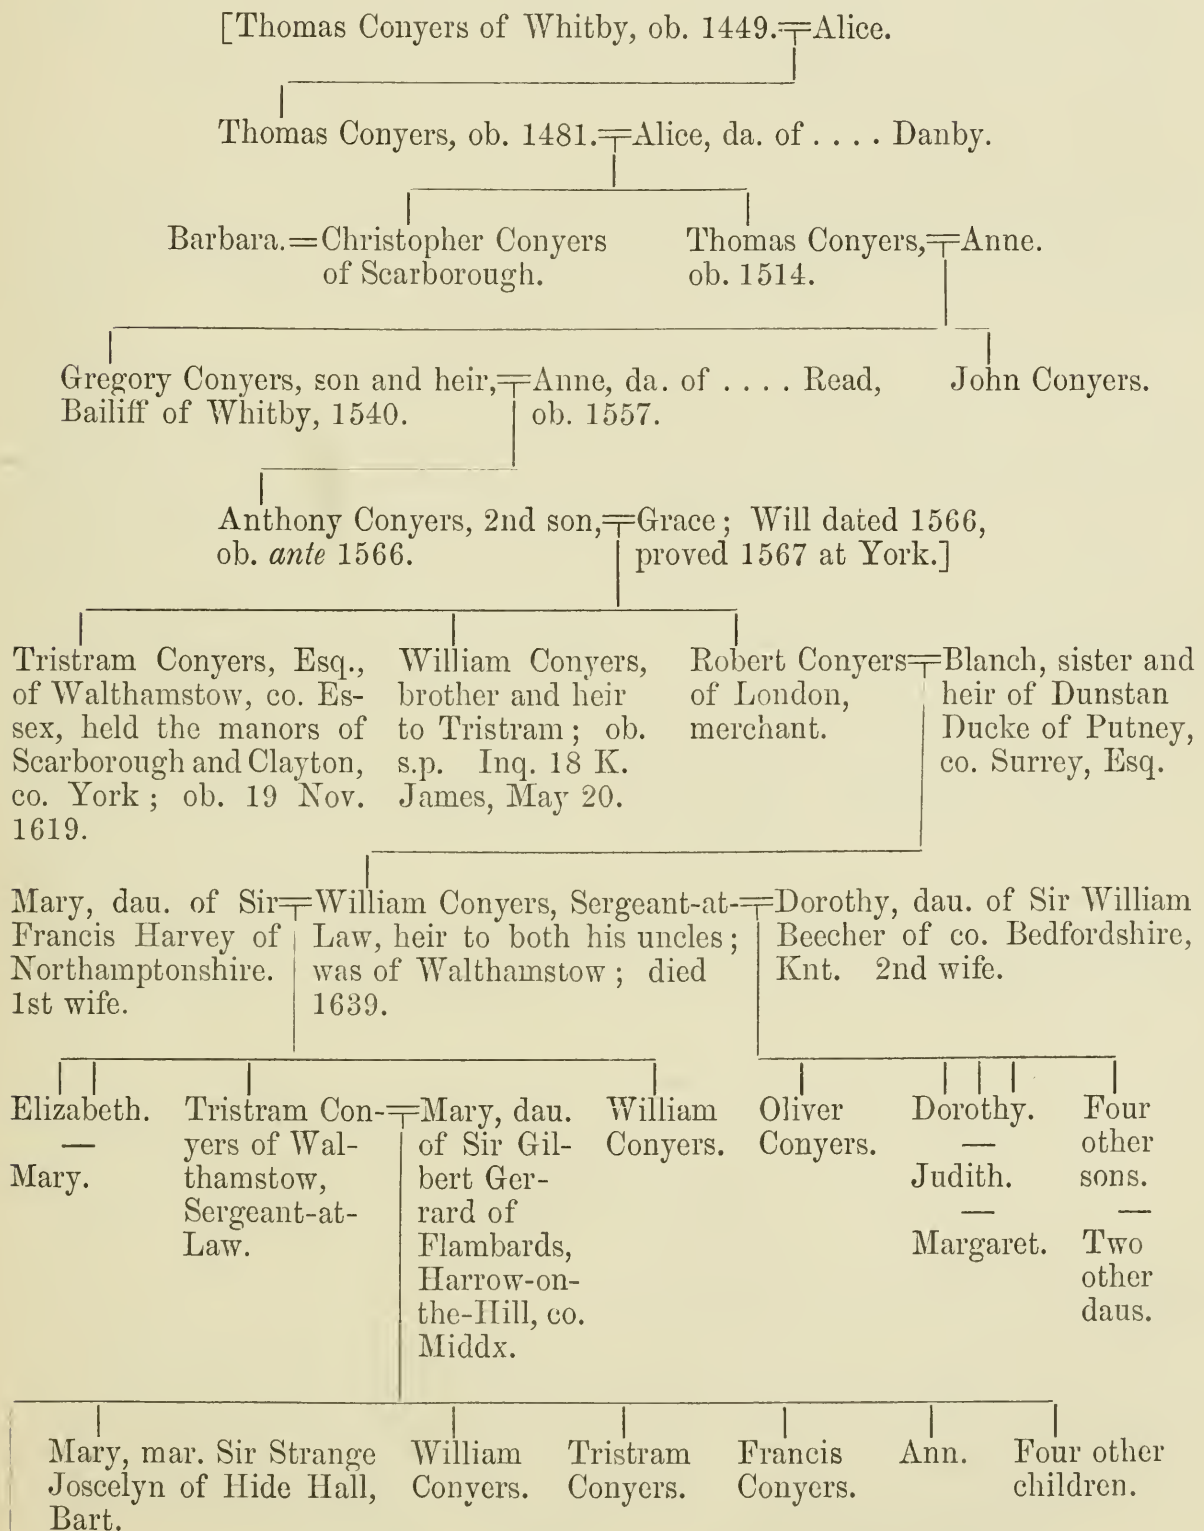 [Thomas Conyers of Whitby, ob. 1449.=Alice.
Thomas Conyers, ob. 1481.=Alice, da. of . . . . Danby.
Barbara.=Christopher Conyers
of Scarborough.
Thomas Conyers,=Anne.
ob. 1514.
Gregory Conyers, son and heir,=Anne, da. of . . . . Read,
Bailiff of Whitby, 1540.
ob. 1557.
John Conyers.
Anthony Conyers, 2nd son,=Grace; Will dated 1566,
ob. ante 1566.
proved 1567 at York.]
Tristram Conyers, Esq.,
of Walthamstow, co. Es-
sex, held the manors of
Scarborough and Clayton,
co. York; ob. 19 Nov.
1619.
William Conyers,
brother and heir
to Tristram; ob.
s.p. Inq. 18 K.
James, May 20.
Robert Conyers=
of London,
merchant.
Blanch, sister and
heir of Dunstan
Ducke of Putney,
co. Surrey, Esq.
Mary, dau. of Sir=
Francis Harvey of
Northamptonshire.
1st wife.
William Conyers, Sergeant-at-=
Law, heir to both his uncles;
was of Walthamstow; died
1639.
Dorothy, dau. of Sir William
Beecher of co. Bedfordshire,
Knt. 2nd wife.
Elizabeth.
—
Mary.
Tristram Con-=
yers of Wal-
thamstow,
Sergeant-at-
Law.
Mary, dau.
of Sir Gil-
bert Ger-
rard of
Flambards,
Harrow-on-
the-Hill, co.
Middx.
William
Conyers.
Oliver
Conyers.
Dorothy.
—
Judith.
—
Margaret.
Four
other
sons.
—
Two
other
daus.
Mary, mar. Sir Strange
Joscelyn of Hide Hall,
Bart.
William
Conyers.
Tristram
Conyers.
Francis
Conyers.
Ann.
Four other
children.